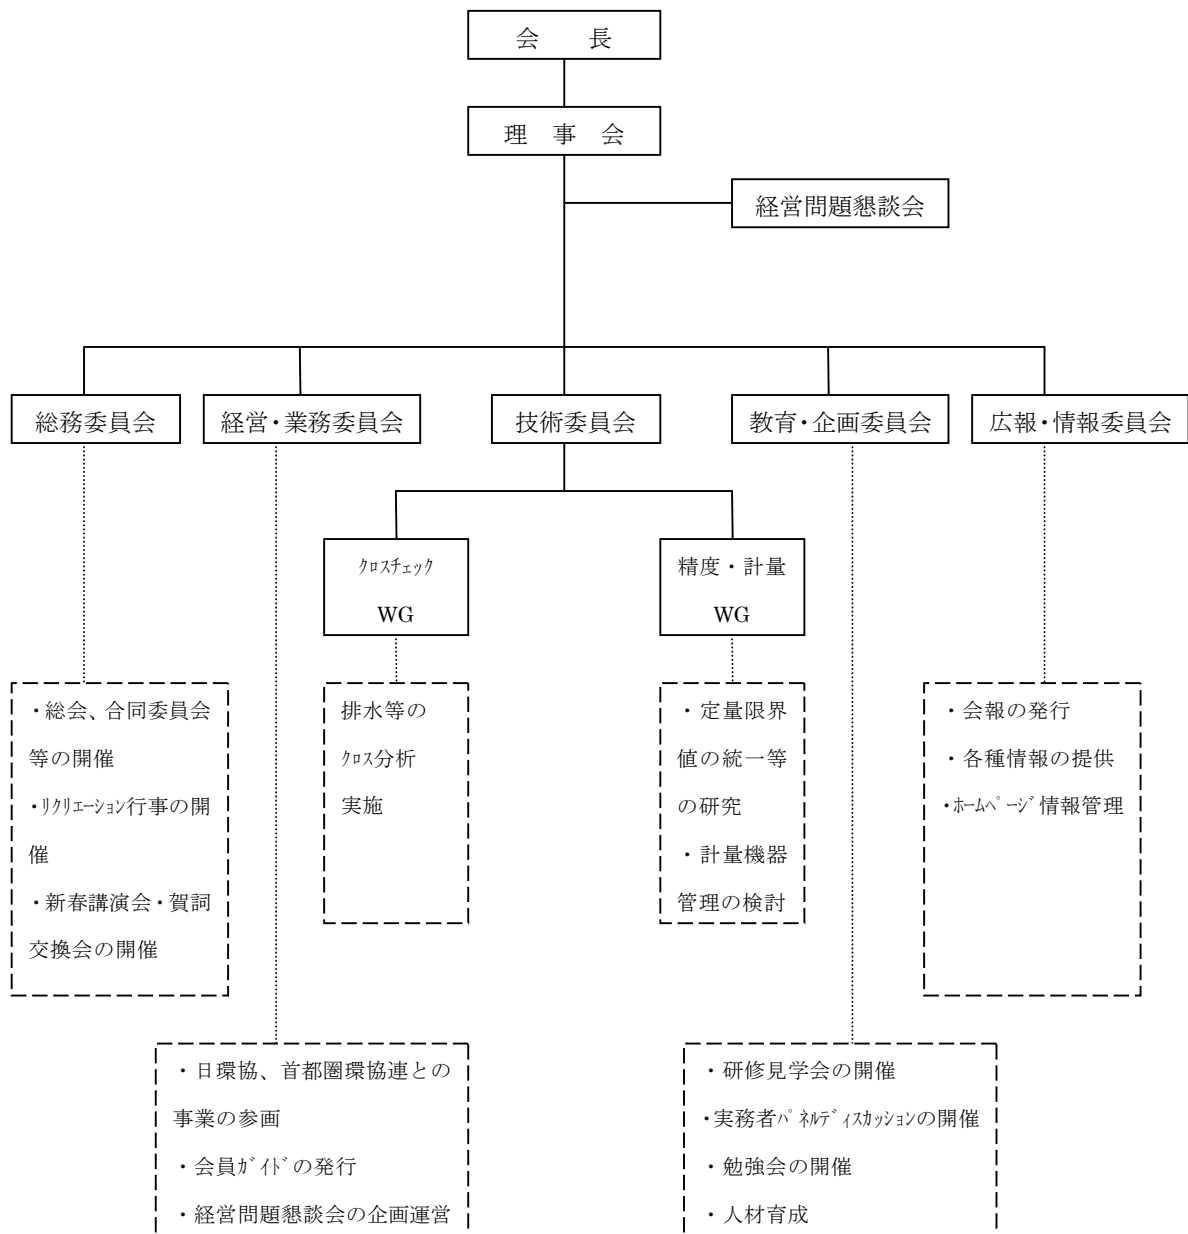 会　　長
理　事　会
経営問題懇談会
総務委員会
経営・業務委員会
技術委員会
教育・企画委員会
広報・情報委員会
ｸﾛｽﾁｪｯｸ
WG
精度・計量
WG
・総会、合同委員会
等の開催
・ﾘｸﾘｴｰｼｮﾝ行事の開
催
・新春講演会・賀詞
交換会の開催
排水等の
ｸﾛｽ分析
実施
・定量限界
値の統一等
の研究
・計量機器
管理の検討
・会報の発行
・各種情報の提供
・ﾎｰﾑﾍﾟｰｼﾞ情報管理
・日環協、首都圏環協連との
事業の参画
・会員ｶﾞｲﾄﾞの発行
・経営問題懇談会の企画運営
・研修見学会の開催
・実務者ﾊﾟﾈﾙﾃﾞｨｽｶｯｼｮﾝの開催
・勉強会の開催
・人材育成